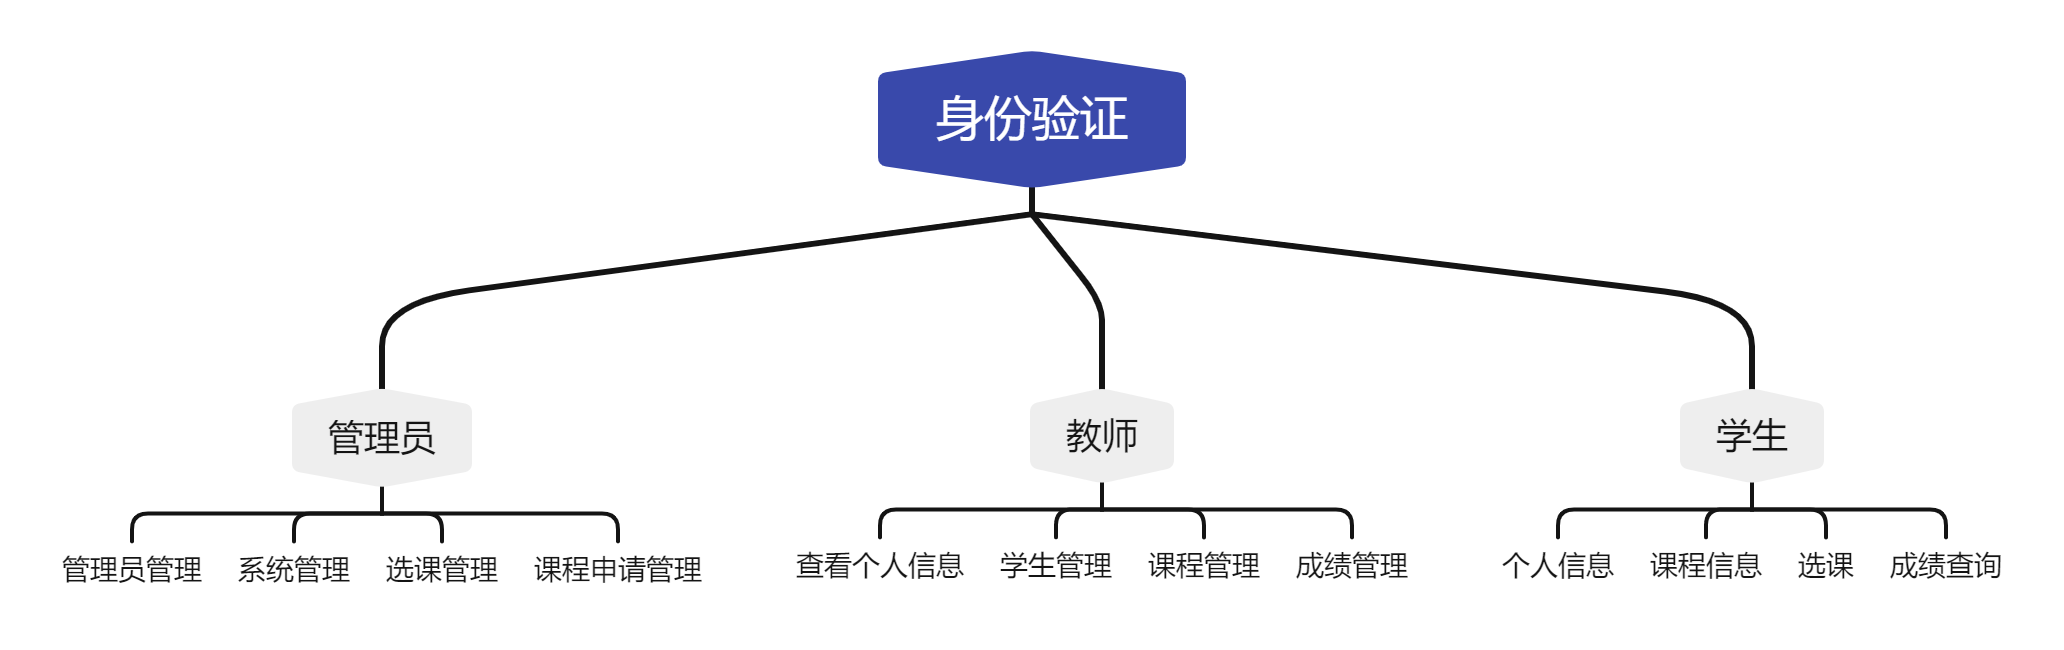 身份验证
管理员
教师
学生
管理员管理
系统管理
选课管理
课程申请管理
查看个人信息
学生管理
课程管理
成绩管理
个人信息
课程信息
选课
成绩查询